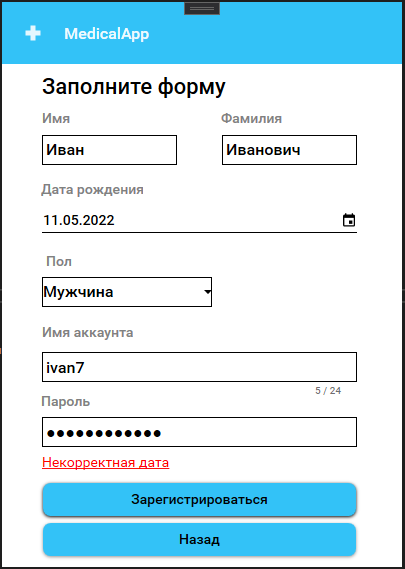 MedicalApp
Заполните форму
Имя Фамилия
Иван Иванович
Дата рождения
11.05.2022
Пол
Мужчина
Имя аккаунта
ivan7
5 / 24
Пароль
●●●●●●●●●●●●
Некорректная дата
Зарегистрироваться
Назад